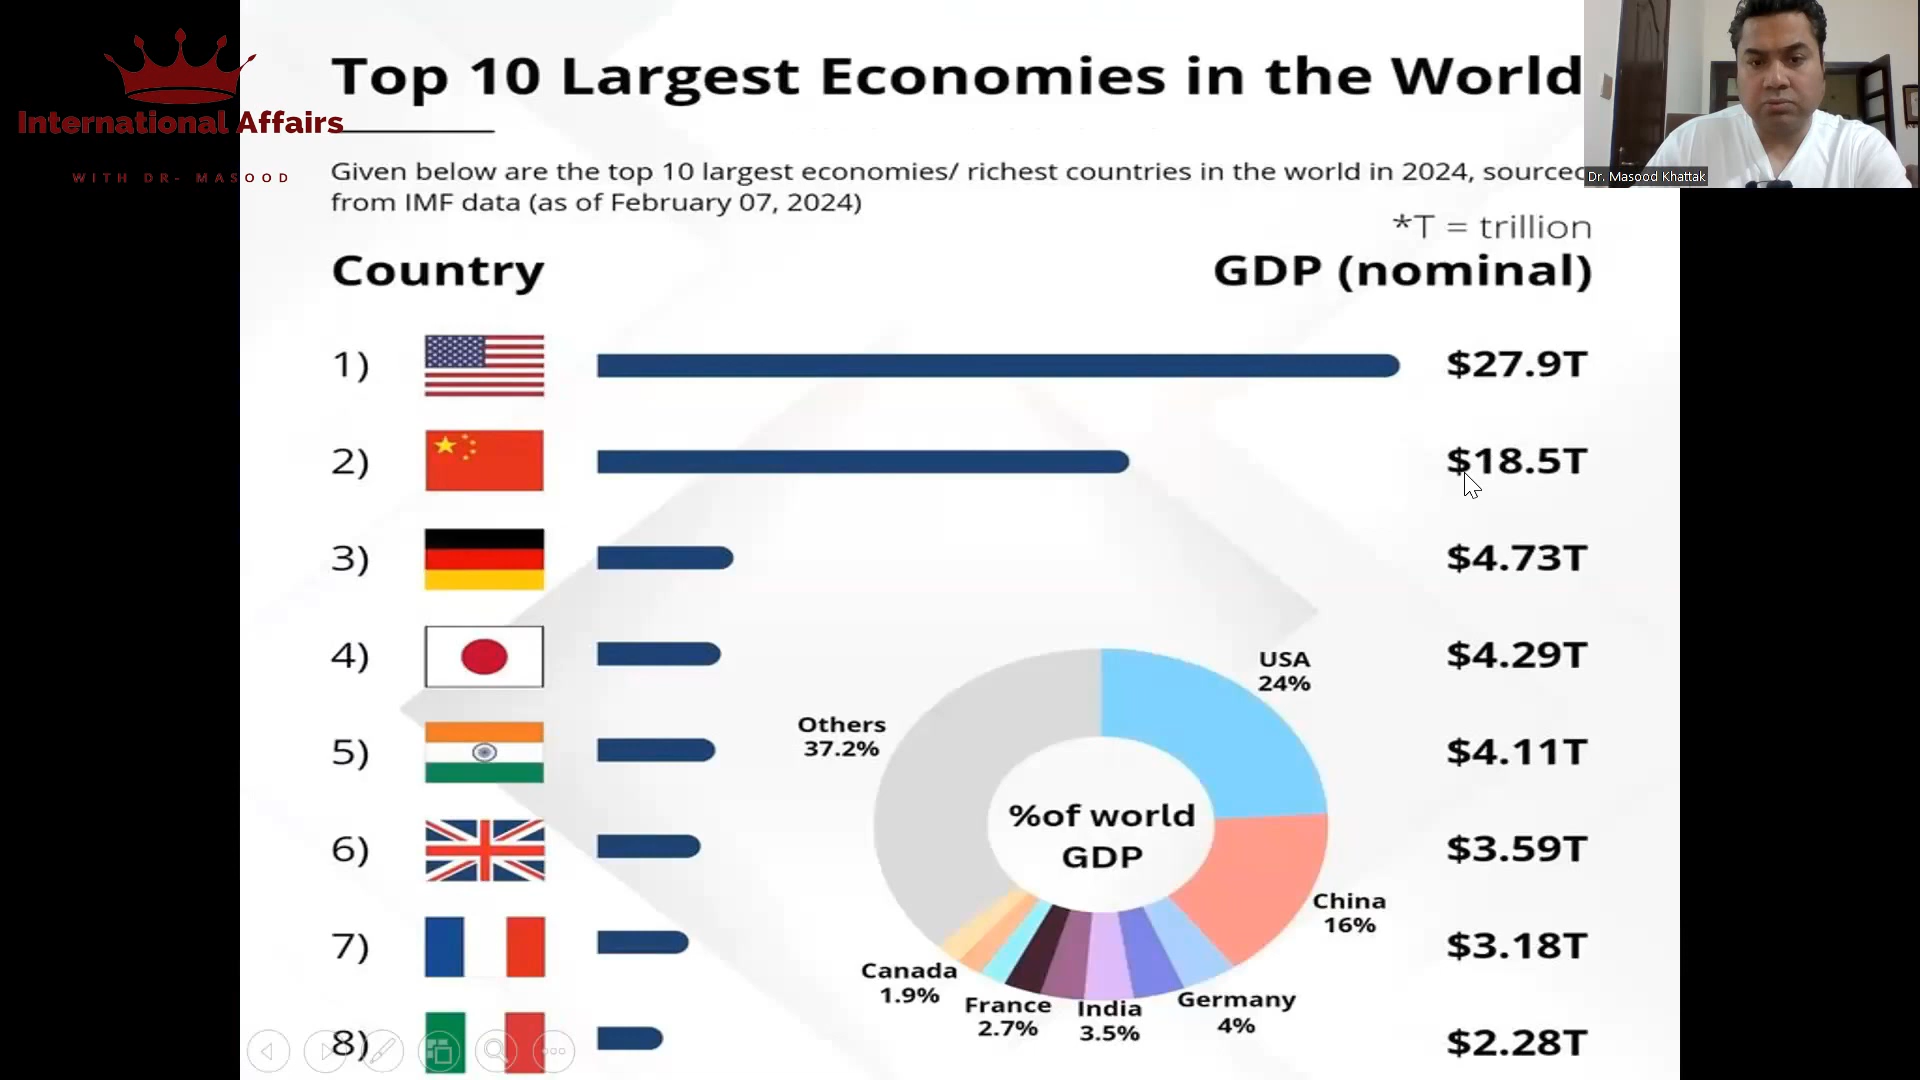 International Affairs
WITH DR- MASOOD
Top 10 Largest Economies in the World
Given below are the top 10 largest economies/ richest countries in the world in 2024, sourced
from IMF data (as of February 07, 2024)
*T = trillion
Country
GDP (nominal)
1)
$27.9T
2)
$18.5T
3)
$4.73T
4)
$4.29T
5)
$4.11T
6)
$3.59T
7)
$3.18T
8)
$2.28T
%of world
GDP
USA
24%
China
16%
Germany
4%
India
3.5%
France
2.7%
Canada
1.9%
Others
37.2%
Dr. Masood Khattak